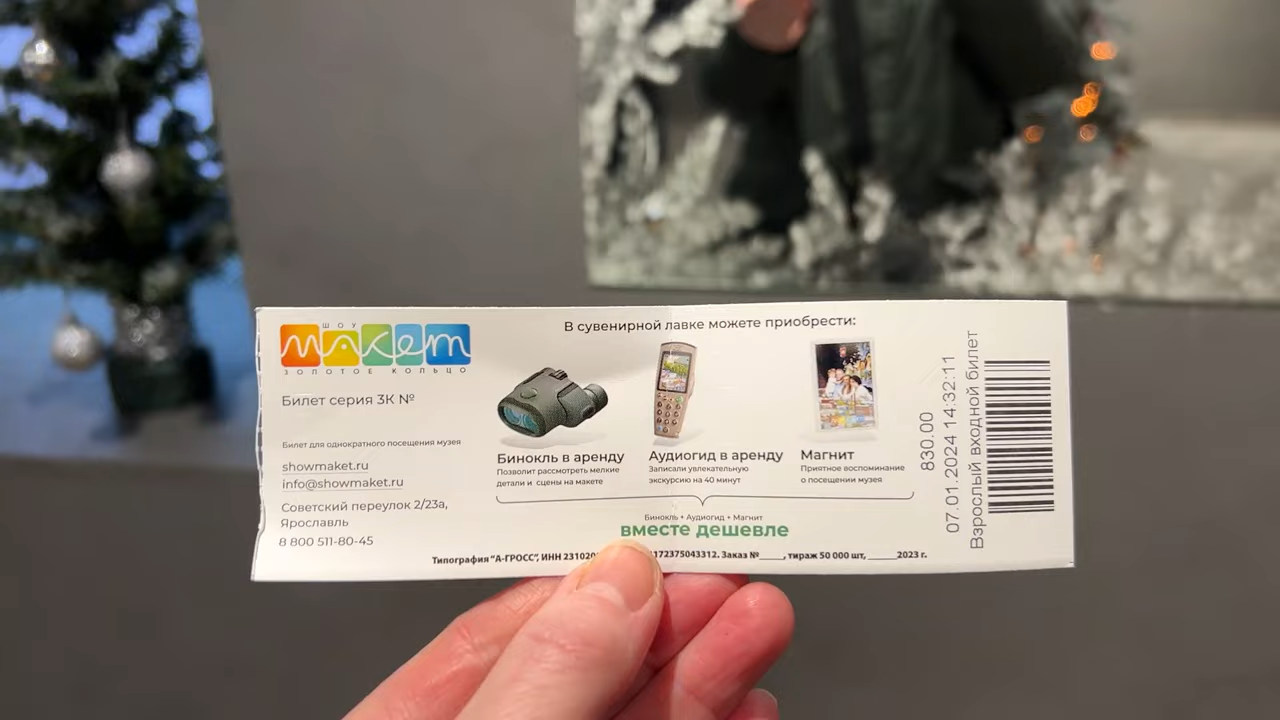 ШОУ
макет
ЗОЛОТОЕ КОЛЬЦО
Билет серия ЗК №
Билет для однократного посещения музея
showmaket.ru
info@showmaket.ru
Советский переулок 2/23а,
Ярославль
8 800 511-80-45
В сувенирной лавке можете приобрести:
Бинокль в аренду
Позволит рассмотреть мелкие
детали и сцены на макете
Аудиогид в аренду
Записали увлекательную
экскурсию на 40 минут
Магнит
Приятное воспоминание
о посещении музея
Бинокль + Аудиогид + Магнит
вместе дешевле
Типография "А-ГРОСС", ИНН 23102 172375043312. Заказ №_____, тираж 50 000 шт, ______2023 г.
830.00
07.01.2024 14:32:11
Взрослый входной билет